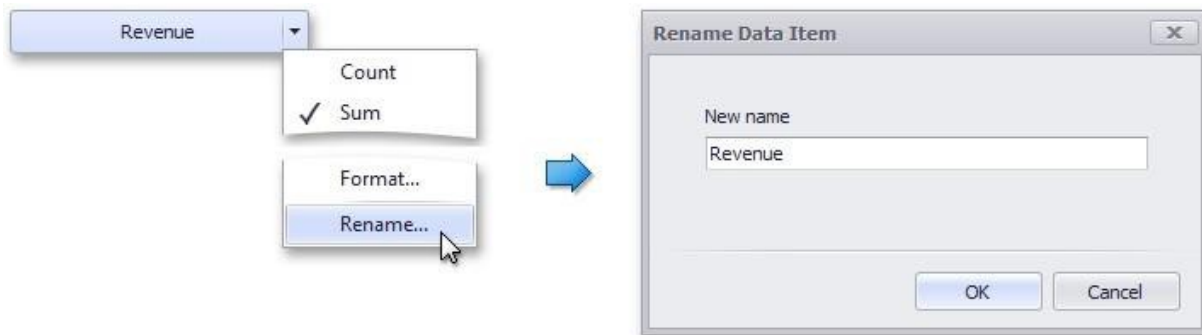 Revenue
Count
Sum
Format...
Rename...
Rename Data Item
New name
Revenue
OK Cancel